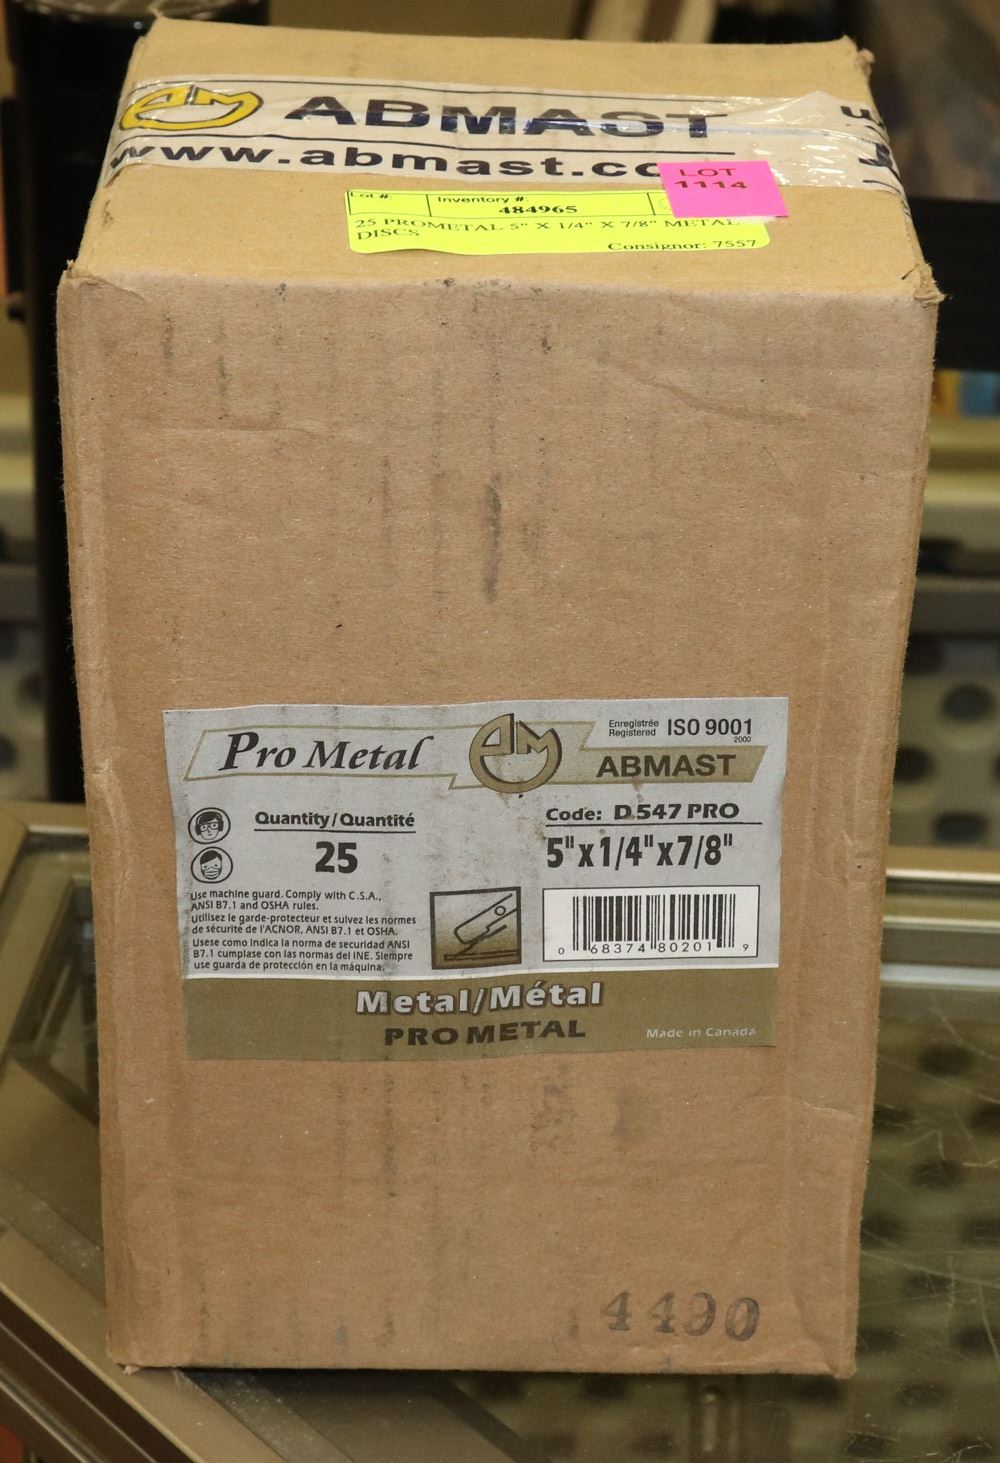 ABMAST
www.abmast.co
LOT
1114
Lot #:
Inventory #:
484965
25 PROMETAL 5" X 1/4" X 7/8" METAL
DISCS
Consignor: 7557
Pro Metal
Enregistrée
Registered
ISO 9001
2000
ABMAST
Quantity/Quantité
25
Code: D547 PRO
5"x1/4"x7/8"
Use machine guard. Comply with C.S.A.,
ANSI B7.1 and OSHA rules.
Utilisez le garde-protecteur et suivez les normes
de sécurité de l'ACNOR, ANSI B7.1 et OSHA.
Usese como indica la norma de securidad ANSI
B7.1 cumplase con las normas del INE. Siempre
use guarda de protección en la máquina.
0 68374 80201 9
Metal/Métal
PRO METAL
Made in Canada
4490